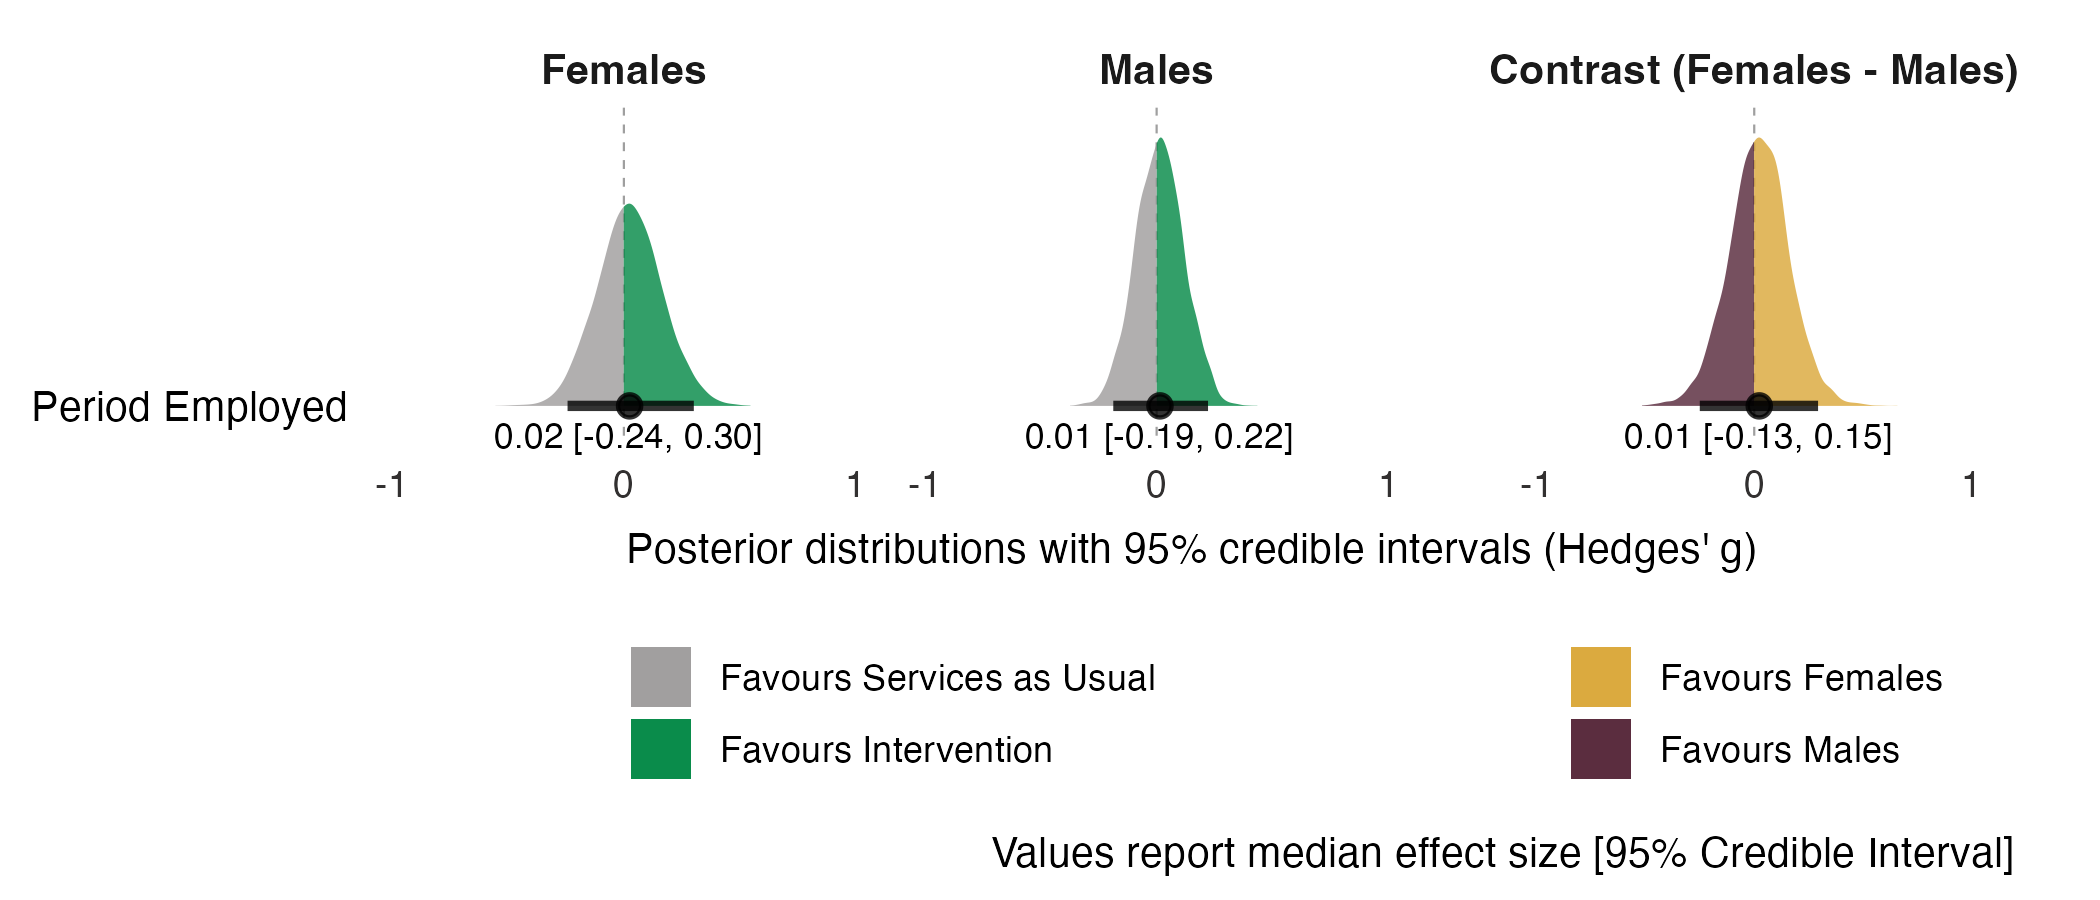 Females
Males
Contrast (Females - Males)
Period Employed
0.02 [-0.24, 0.30]
0.01 [-0.19, 0.22]
0.01 [-0.13, 0.15]
-1 0 1 -1 0 1 -1 0 1
Posterior distributions with 95% credible intervals (Hedges' g)
Favours Services as Usual
Favours Intervention
Favours Females
Favours Males
Values report median effect size [95% Credible Interval]